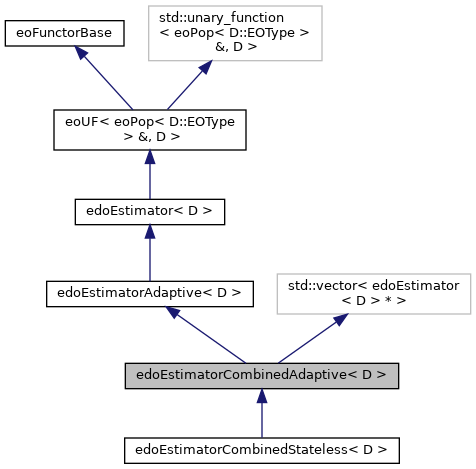 eoFunctorBase
std::unary_function
< eoPop< D::EOType >
&, D >
eoUF< eoPop< D::EOType
> &, D >
edoEstimator< D >
edoEstimatorAdaptive< D >
std::vector< edoEstimator
< D > * >
edoEstimatorCombinedAdaptive< D >
edoEstimatorCombinedStateless< D >